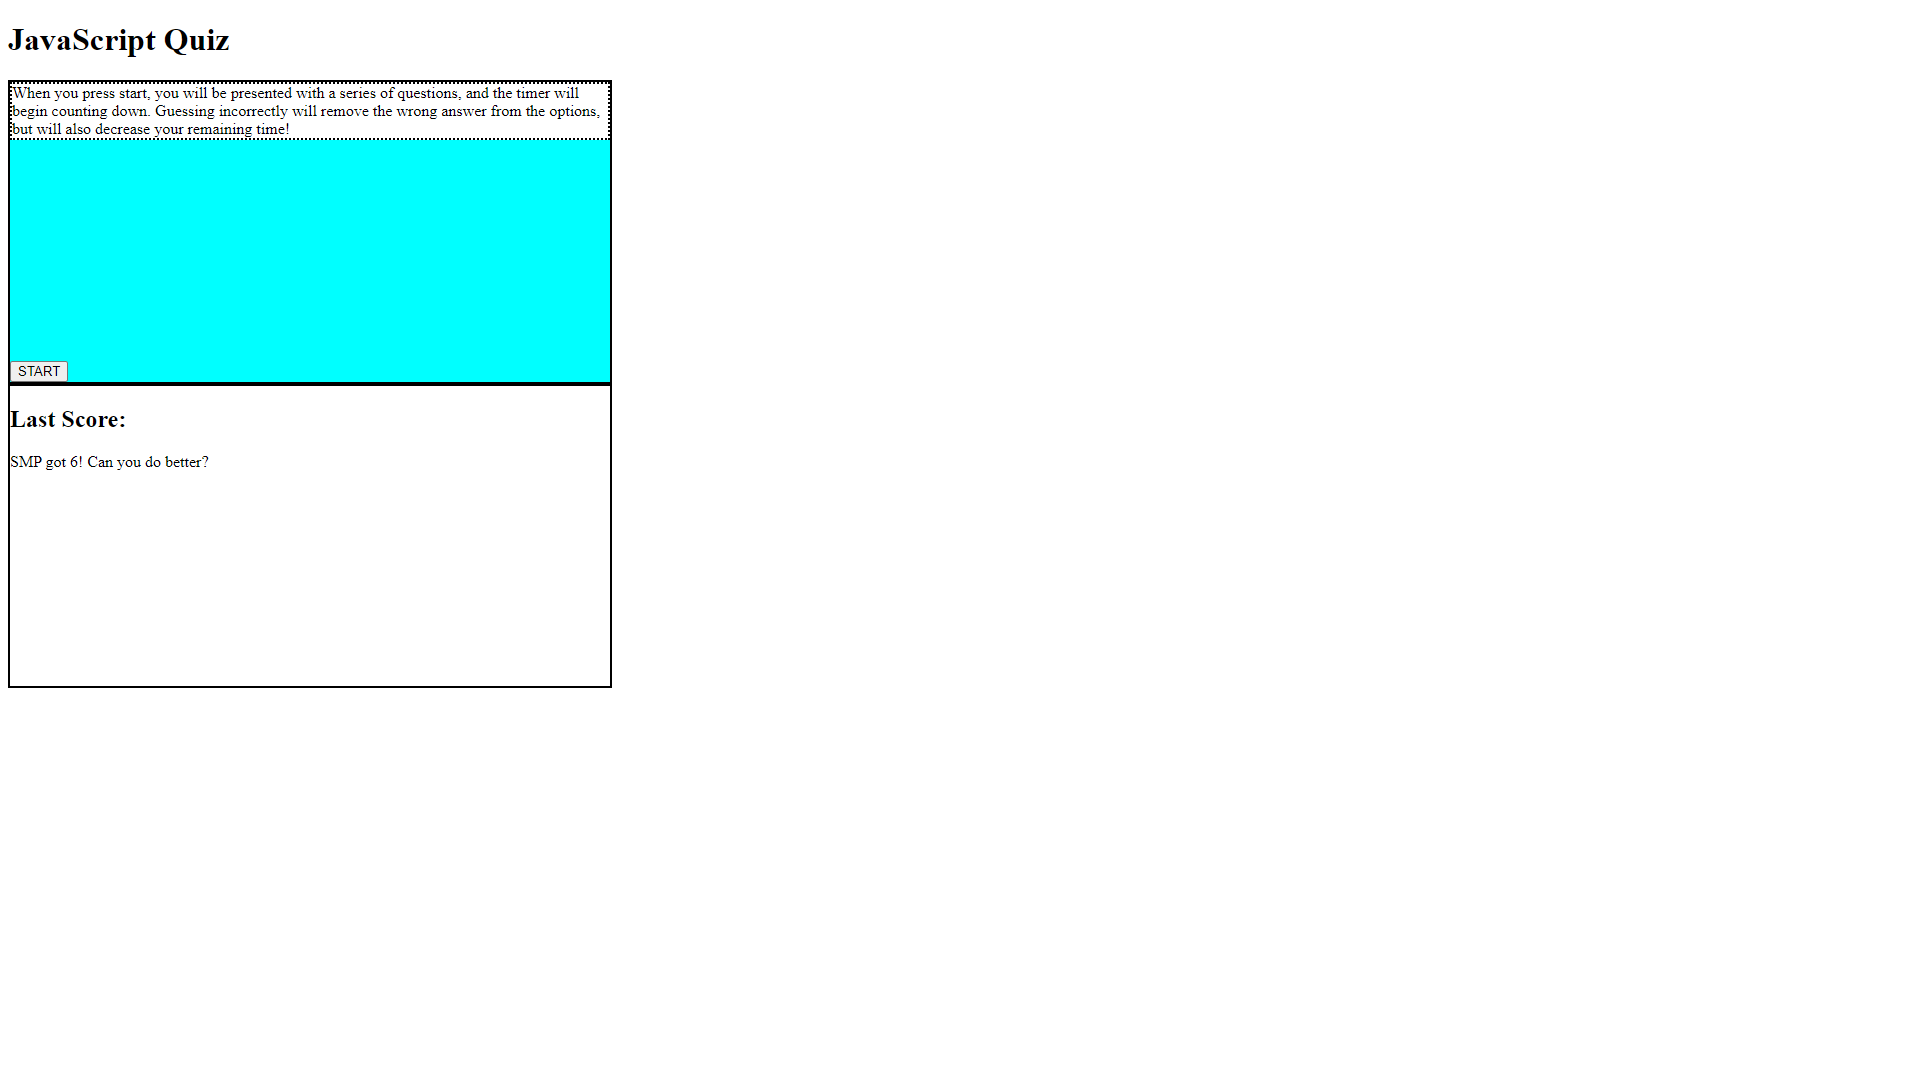 JavaScript Quiz
When you press start, you will be presented with a series of questions, and the timer will
begin counting down. Guessing incorrectly will remove the wrong answer from the options,
but will also decrease your remaining time!
START
Last Score:
SMP got 6! Can you do better?